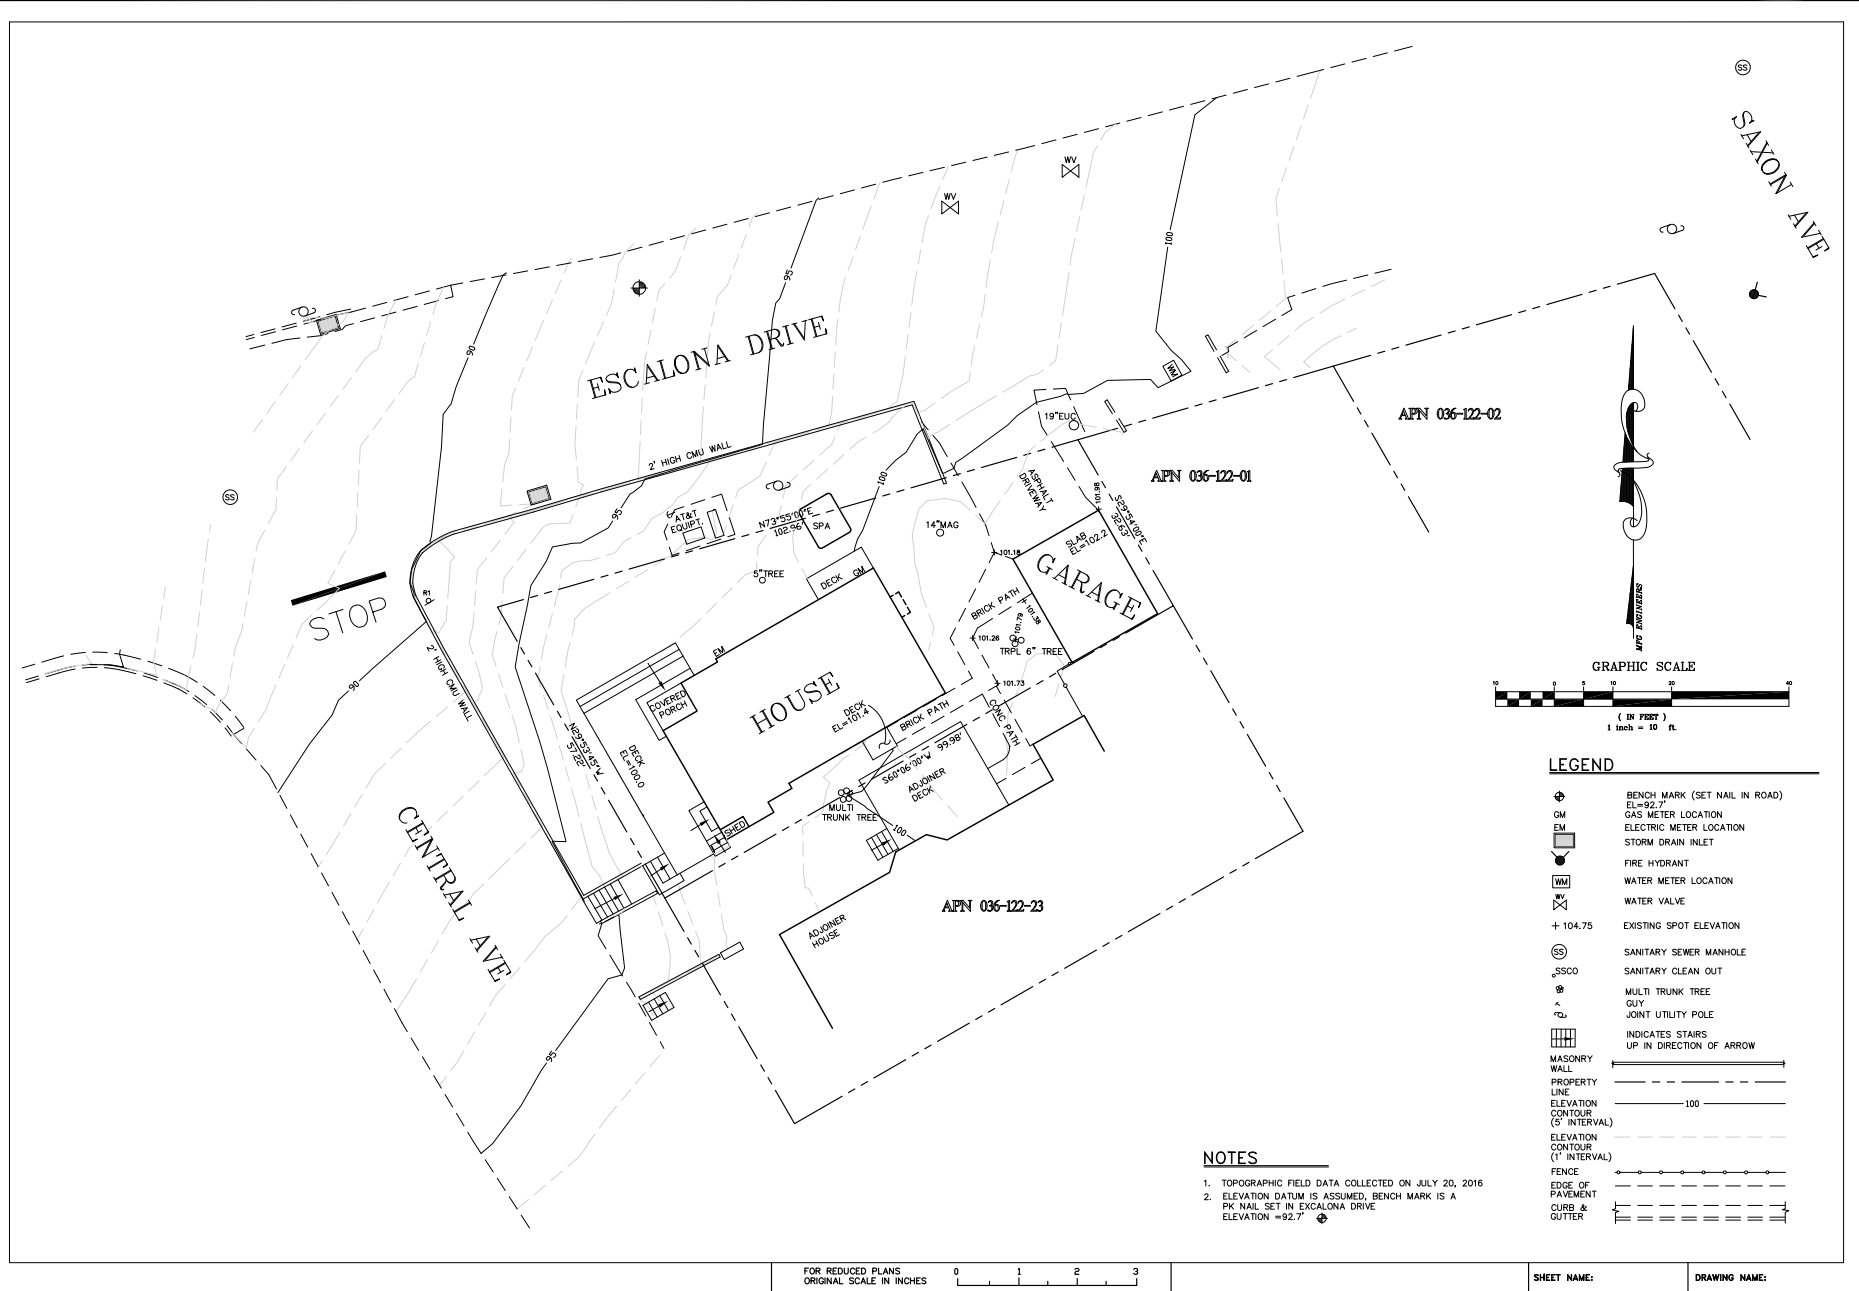 SS
SAXON AVE
WV
WV
100
95
90
ESCALONA DRIVE
WM
19"EUC
APN 036-122-02
APN 036-122-01
2' HIGH CMU WALL
100
95
SS
AT&T
EQUIPT.
N73°55'00"E
102.96'
SPA
14"MAG
ASPHALT
DRIVEWAY
101.98
S29°54'00"E
32.63'
SLAB
EL=102.2
GARAGE
101.18
5"TREE
DECK
GM
STOP
R1
BRICK PATH
101.38
101.79
101.26
TRPL 6" TREE
101.73
2' HIGH CMU WALL
90
EM
COVERED
PORCH
HOUSE
DECK
EL=101.4
BRICK PATH
CONC PATH
N29°53'45"W
57.22'
DECK
EL=100.0
S60°06'00"W 99.98'
ADJOINER
DECK
MULTI
TRUNK TREE
100
SHED
CENTRAL AVE
ADJOINER
HOUSE
APN 036-122-23
95
MPG ENGINEERS
GRAPHIC SCALE
10 0 5 10 20 40
( IN FEET )
1 inch = 10 ft.
LEGEND
BENCH MARK (SET NAIL IN ROAD)
EL=92.7'
GM GAS METER LOCATION
EM ELECTRIC METER LOCATION
STORM DRAIN INLET
FIRE HYDRANT
WM WATER METER LOCATION
WV WATER VALVE
+ 104.75 EXISTING SPOT ELEVATION
SS SANITARY SEWER MANHOLE
SSCO SANITARY CLEAN OUT
MULTI TRUNK TREE
GUY
JOINT UTILITY POLE
INDICATES STAIRS
UP IN DIRECTION OF ARROW
MASONRY
WALL
PROPERTY
LINE
ELEVATION
CONTOUR
(5' INTERVAL)
100
ELEVATION
CONTOUR
(1' INTERVAL)
FENCE
EDGE OF
PAVEMENT
CURB &
GUTTER
NOTES
1. TOPOGRAPHIC FIELD DATA COLLECTED ON JULY 20, 2016
2. ELEVATION DATUM IS ASSUMED, BENCH MARK IS A
PK NAIL SET IN EXCALONA DRIVE
ELEVATION =92.7'
FOR REDUCED PLANS
ORIGINAL SCALE IN INCHES
0 1 2 3
SHEET NAME:
DRAWING NAME: